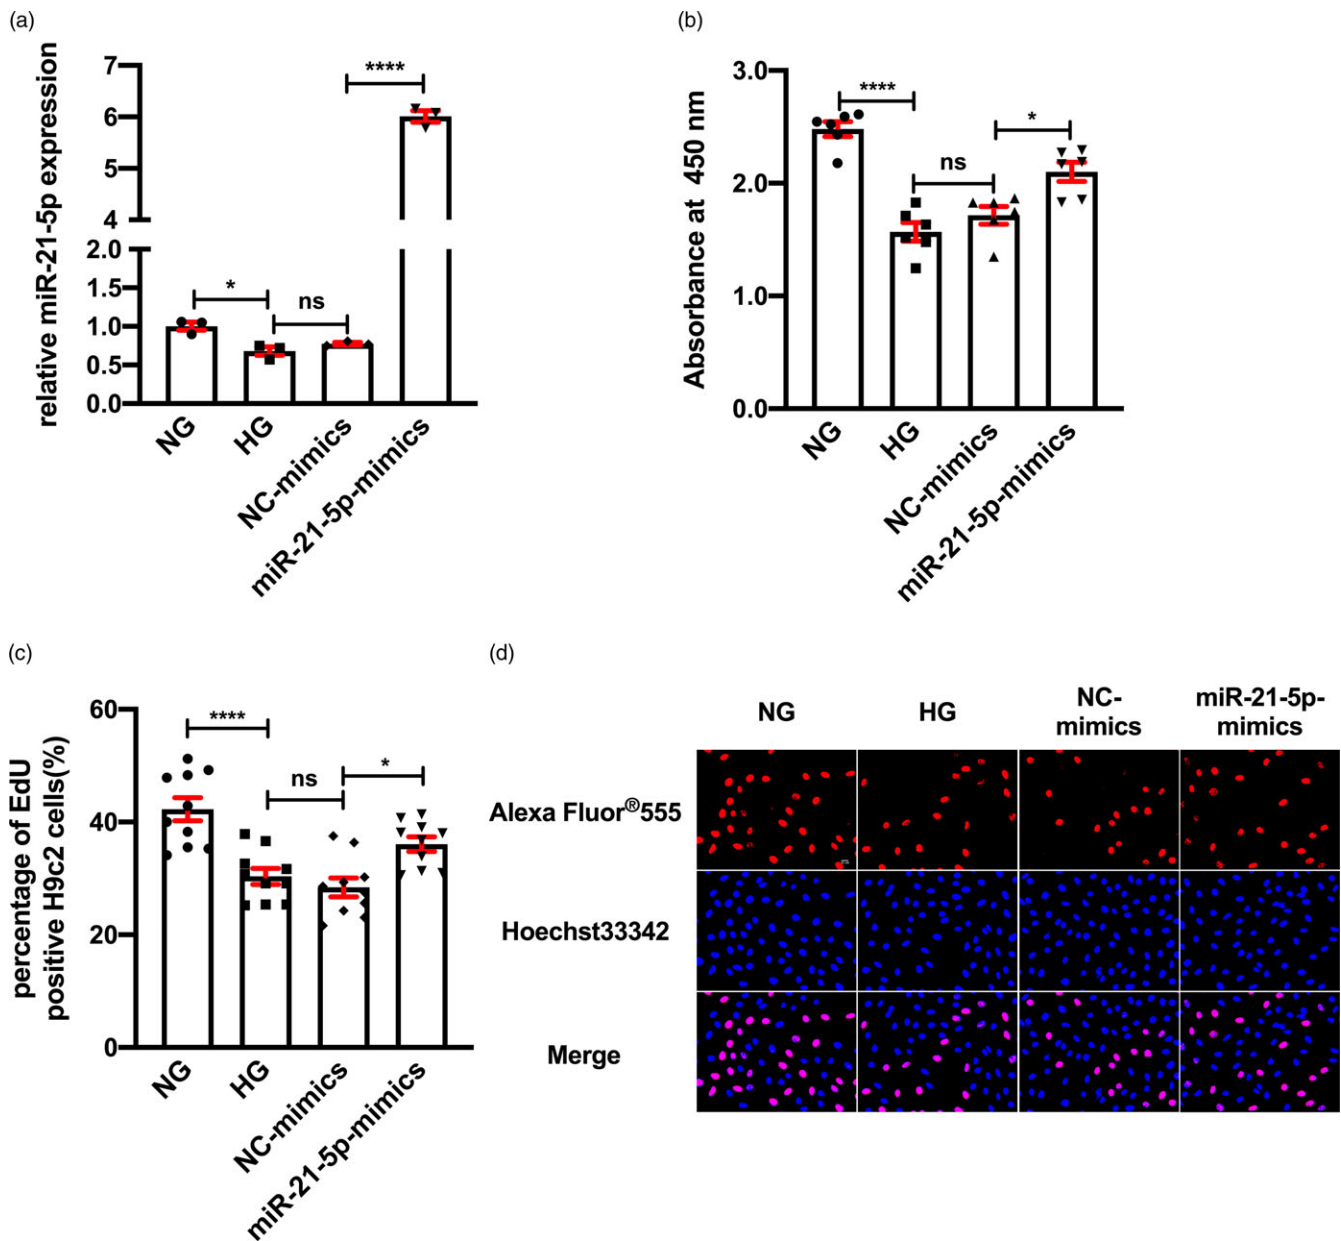 (a)
relative miR-21-5p expression
7
6
5
4
2.0
1.5
1.0
0.5
0.0
*
ns
****
NG
HG
NC-mimics
miR-21-5p-mimics
(b)
Absorbance at 450 nm
3.0
2.0
1.0
0.0
****
ns
*
NG
HG
NC-mimics
miR-21-5p-mimics
(c)
percentage of EdU
positive H9c2 cells(%)
60
40
20
0
****
ns
*
NG
HG
NC-mimics
miR-21-5p-mimics
(d)
NG
HG
NC-
mimics
miR-21-5p-
mimics
Alexa Fluor®555
Hoechst33342
Merge